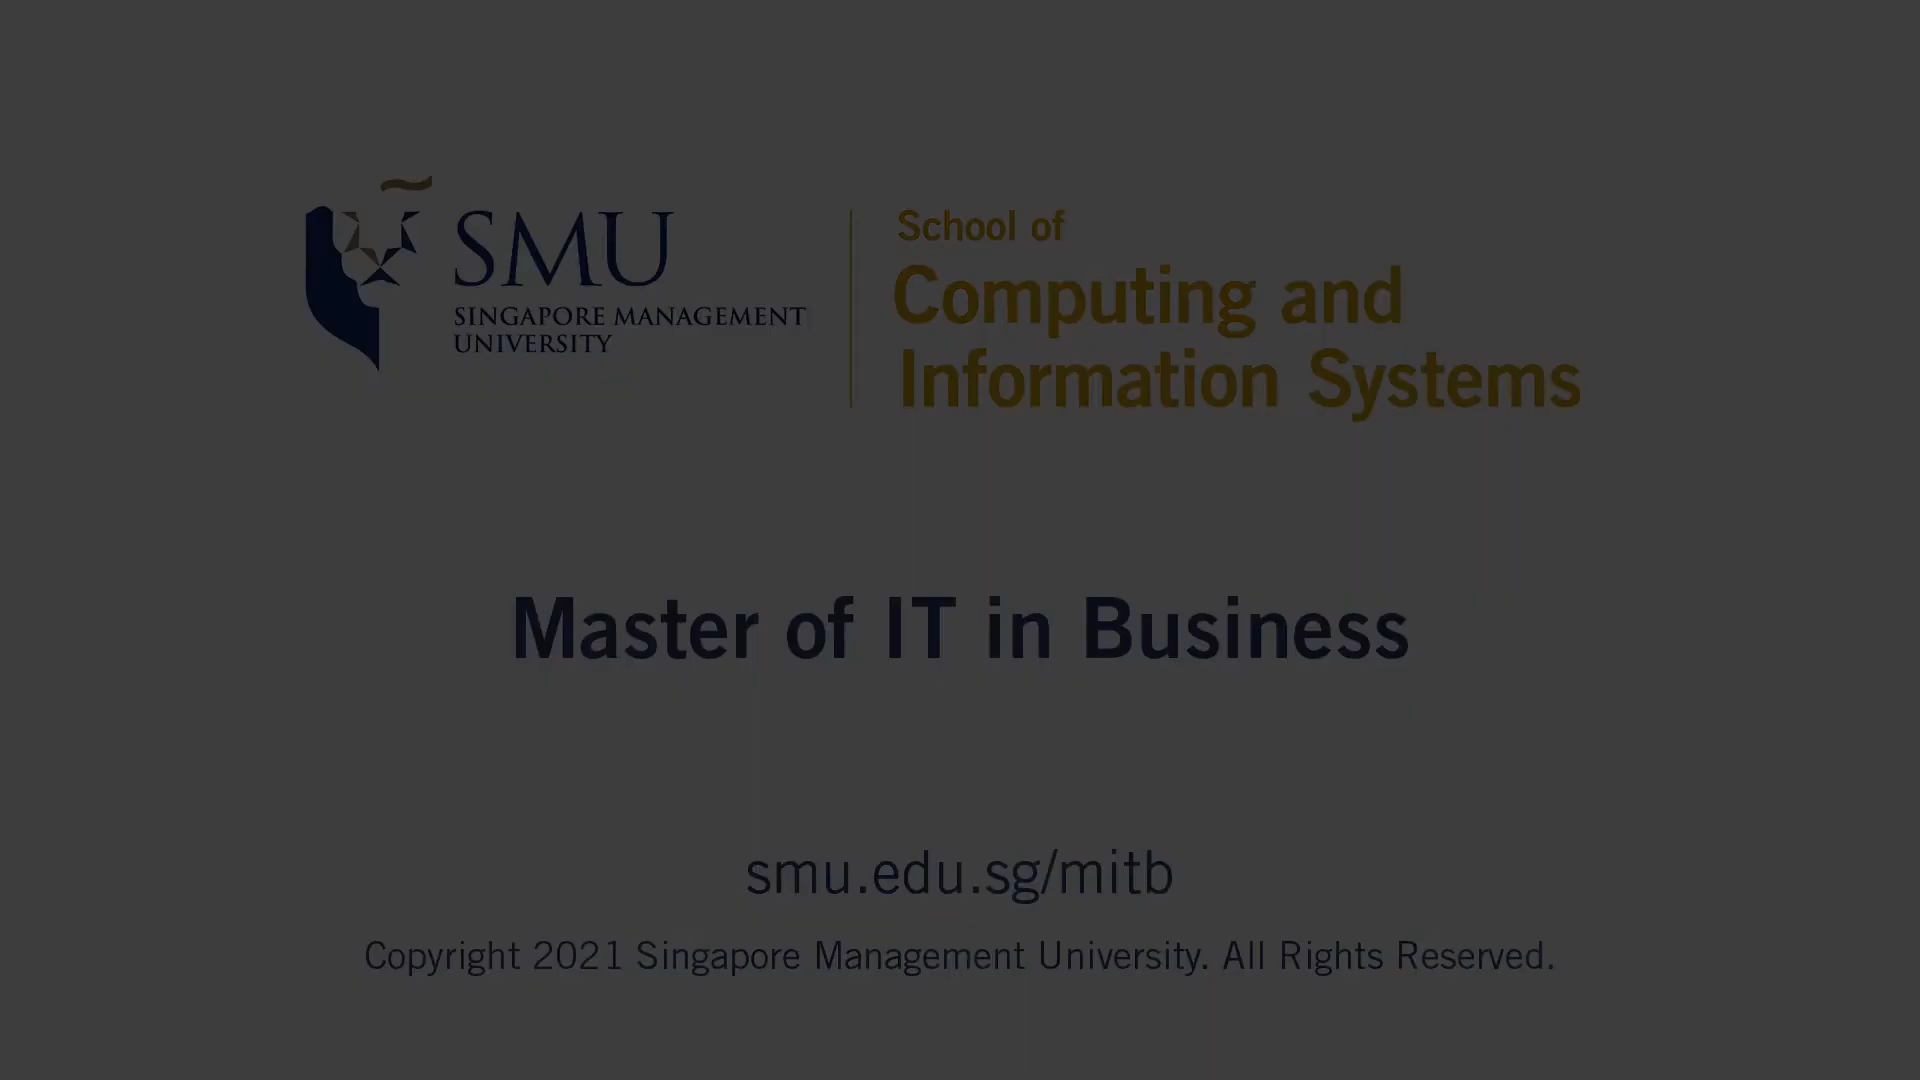 SMU
SINGAPORE MANAGEMENT
UNIVERSITY
School of
Computing and
Information Systems
Master of IT in Business
smu.edu.sg/mitb
Copyright 2021 Singapore Management University. All Rights Reserved.